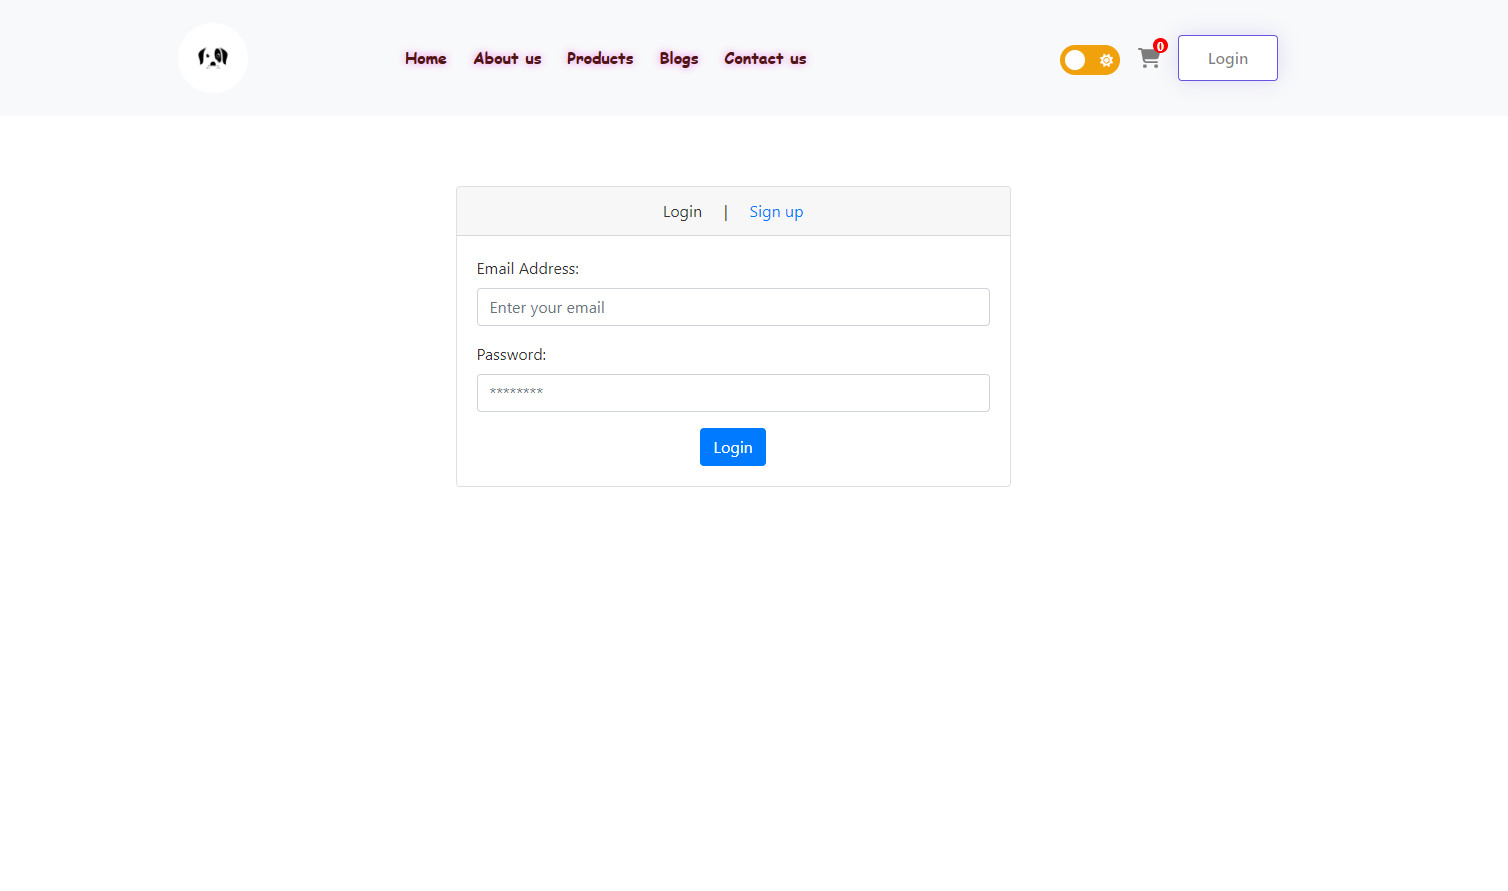 Home About us Products Blogs Contact us 0 Login
Login | Sign up
Email Address:
Enter your email
Password:
********
Login